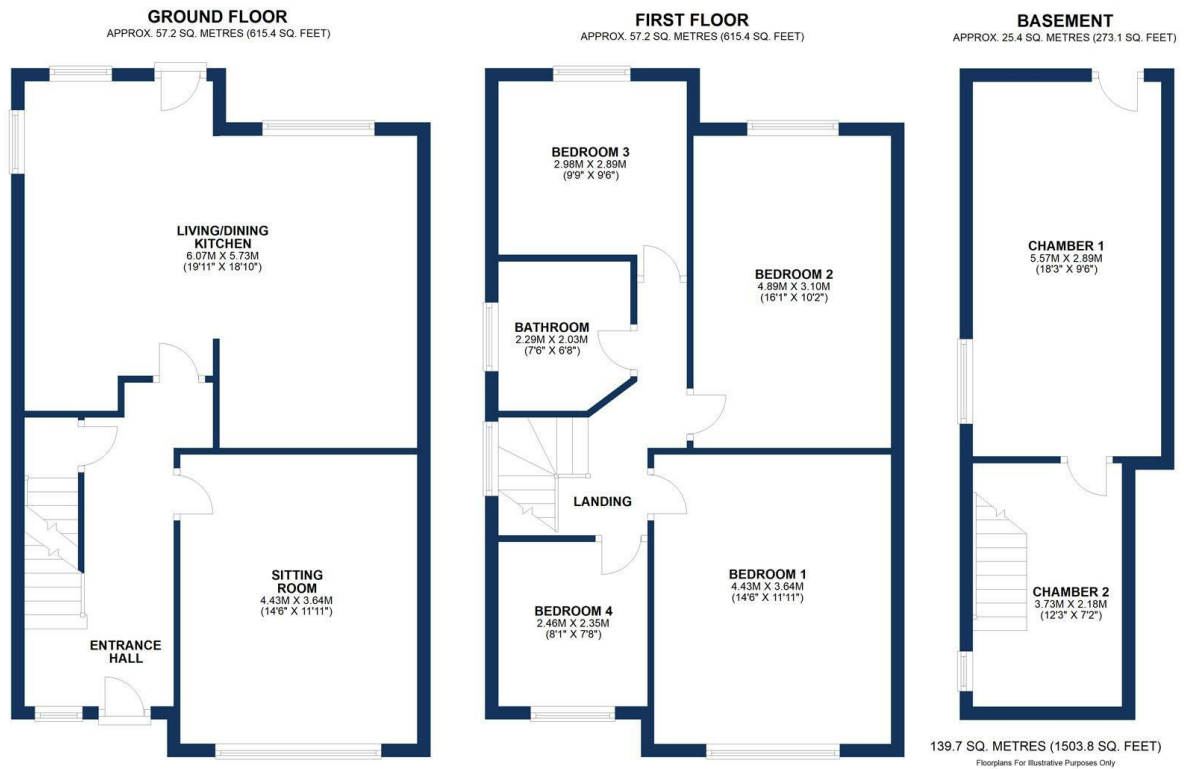 GROUND FLOOR
APPROX. 57.2 SQ. METRES (615.4 SQ. FEET)
LIVING/DINING
KITCHEN
6.07M X 5.73M
(19'11" X 18'10")
SITTING
ROOM
4.43M X 3.64M
(14'6" X 11'11")
ENTRANCE
HALL
FIRST FLOOR
APPROX. 57.2 SQ. METRES (615.4 SQ. FEET)
BEDROOM 3
2.98M X 2.89M
(9'9" X 9'6")
BEDROOM 2
4.89M X 3.10M
(16'1" X 10'2")
BATHROOM
2.29M X 2.03M
(7'6" X 6'8")
LANDING
BEDROOM 1
4.43M X 3.64M
(14'6" X 11'11")
BEDROOM 4
2.46M X 2.35M
(8'1" X 7'8")
BASEMENT
APPROX. 25.4 SQ. METRES (273.1 SQ. FEET)
CHAMBER 1
5.57M X 2.89M
(18'3" X 9'6")
CHAMBER 2
3.73M X 2.18M
(12'3" X 7'2")
139.7 SQ. METRES (1503.8 SQ. FEET)
Floorplans For Illustrative Purposes Only